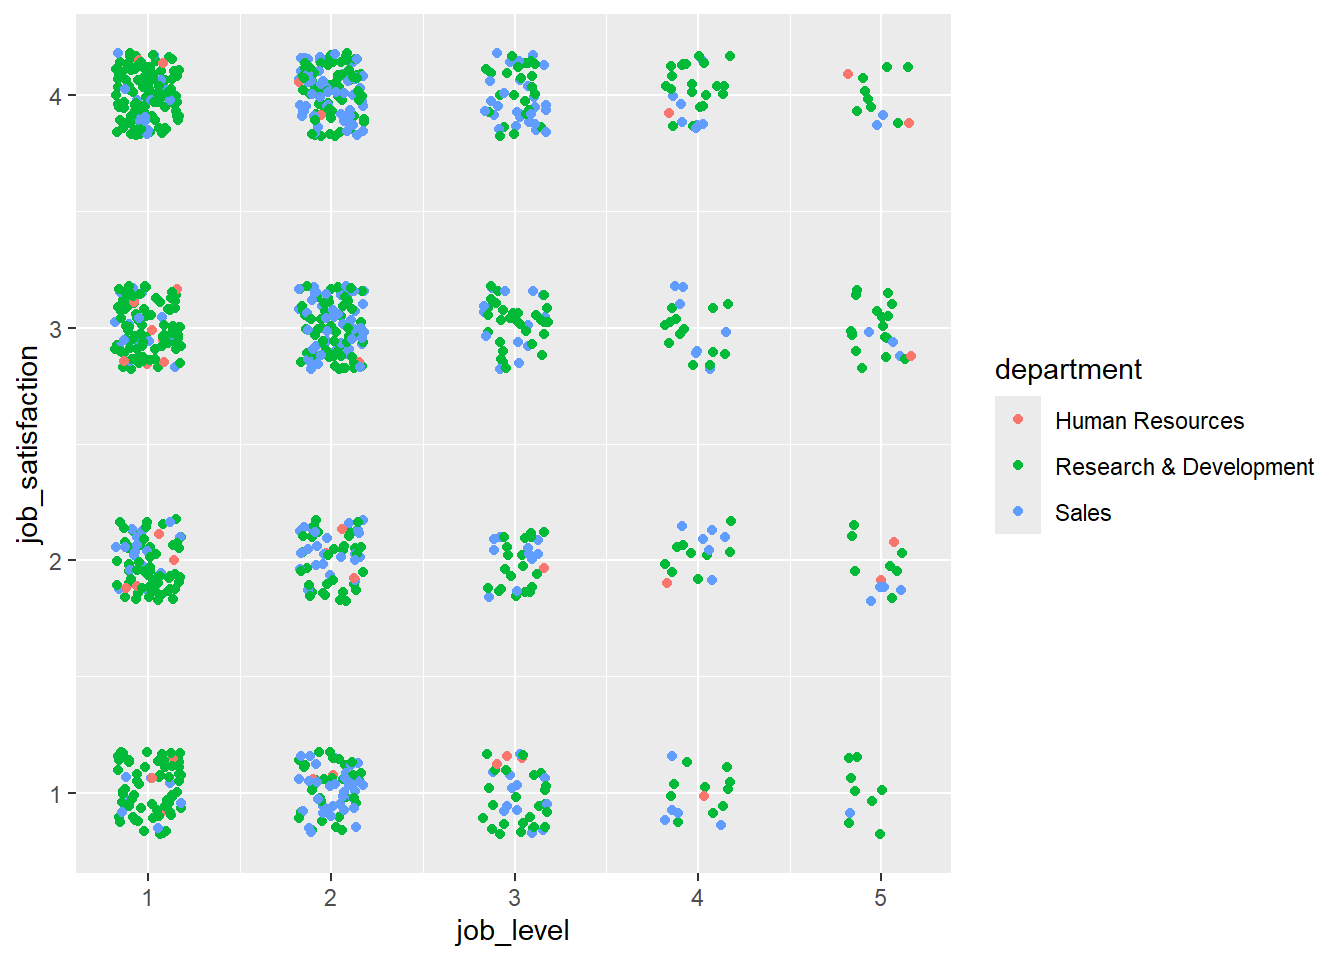 4
3
2
1
job_satisfaction
1 2 3 4 5
job_level
department
Human Resources
Research & Development
Sales